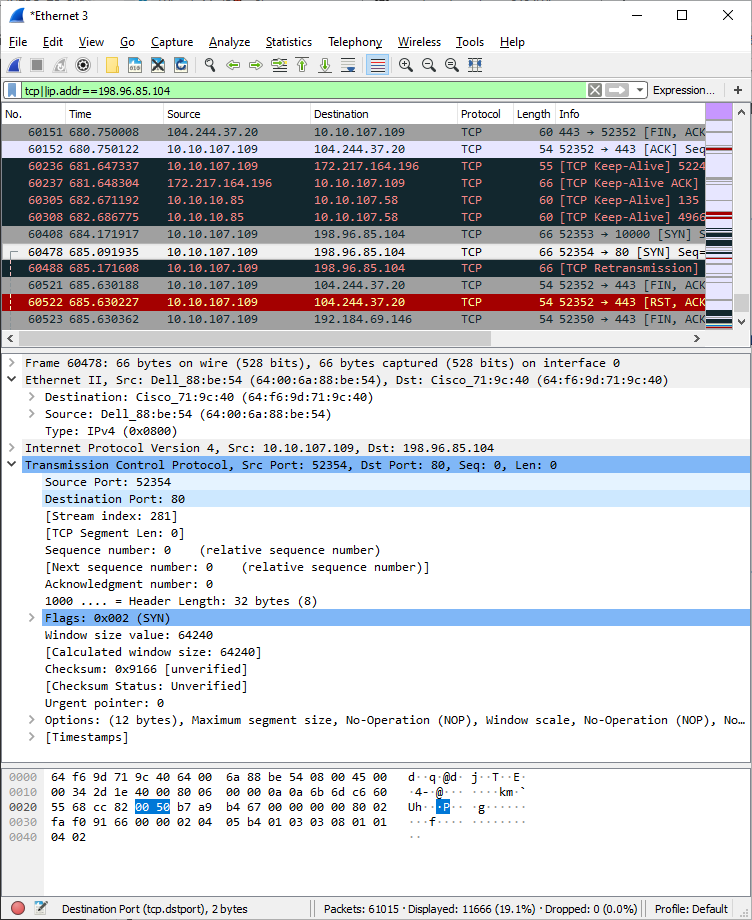 *Ethernet 3
File Edit View Go Capture Analyze Statistics Telephony Wireless Tools Help
tcp||ip.addr==198.96.85.104 Expression... +
No. Time Source Destination Protocol Length Info
60151 680.750008 104.244.37.20 10.10.107.109 TCP 60 443 → 52352 [FIN, ACK
60152 680.750122 10.10.107.109 104.244.37.20 TCP 54 52352 → 443 [ACK] Seq
60236 681.647337 10.10.107.109 172.217.164.196 TCP 55 [TCP Keep-Alive] 5224
60237 681.648304 172.217.164.196 10.10.107.109 TCP 66 [TCP Keep-Alive ACK]
60305 682.671192 10.10.10.85 10.10.107.58 TCP 60 [TCP Keep-Alive] 135
60308 682.686775 10.10.10.85 10.10.107.58 TCP 60 [TCP Keep-Alive] 4966
60408 684.171917 10.10.107.109 198.96.85.104 TCP 66 52353 → 10000 [SYN] S
60478 685.091935 10.10.107.109 198.96.85.104 TCP 66 52354 → 80 [SYN] Seq=
60488 685.171608 10.10.107.109 198.96.85.104 TCP 66 [TCP Retransmission]
60521 685.630188 10.10.107.109 104.244.37.20 TCP 54 52352 → 443 [FIN, ACK
60522 685.630227 10.10.107.109 104.244.37.20 TCP 54 52352 → 443 [RST, ACK
60523 685.630362 10.10.107.109 192.184.69.146 TCP 54 52350 → 443 [FIN, ACK
Frame 60478: 66 bytes on wire (528 bits), 66 bytes captured (528 bits) on interface 0
Ethernet II, Src: Dell_88:be:54 (64:00:6a:88:be:54), Dst: Cisco_71:9c:40 (64:f6:9d:71:9c:40)
Destination: Cisco_71:9c:40 (64:f6:9d:71:9c:40)
Source: Dell_88:be:54 (64:00:6a:88:be:54)
Type: IPv4 (0x0800)
Internet Protocol Version 4, Src: 10.10.107.109, Dst: 198.96.85.104
Transmission Control Protocol, Src Port: 52354, Dst Port: 80, Seq: 0, Len: 0
Source Port: 52354
Destination Port: 80
[Stream index: 281]
[TCP Segment Len: 0]
Sequence number: 0 (relative sequence number)
[Next sequence number: 0 (relative sequence number)]
Acknowledgment number: 0
1000 .... = Header Length: 32 bytes (8)
Flags: 0x002 (SYN)
Window size value: 64240
[Calculated window size: 64240]
Checksum: 0x9166 [unverified]
[Checksum Status: Unverified]
Urgent pointer: 0
Options: (12 bytes), Maximum segment size, No-Operation (NOP), Window scale, No-Operation (NOP), No…
[Timestamps]
0000 64 f6 9d 71 9c 40 64 00 6a 88 be 54 08 00 45 00 d··q·@d· j··T··E·
0010 00 34 2d 1e 40 00 80 06 00 00 0a 0a 6b 6d c6 60 ·4-·@··· ····km·`
0020 55 68 cc 82 00 50 b7 a9 b4 67 00 00 00 00 80 02 Uh···P·· ·g······
0030 fa f0 91 66 00 00 02 04 05 b4 01 03 03 08 01 01 ···f···· ········
0040 04 02 ··
Destination Port (tcp.dstport), 2 bytes Packets: 61015 · Displayed: 11666 (19.1%) · Dropped: 0 (0.0%) Profile: Default